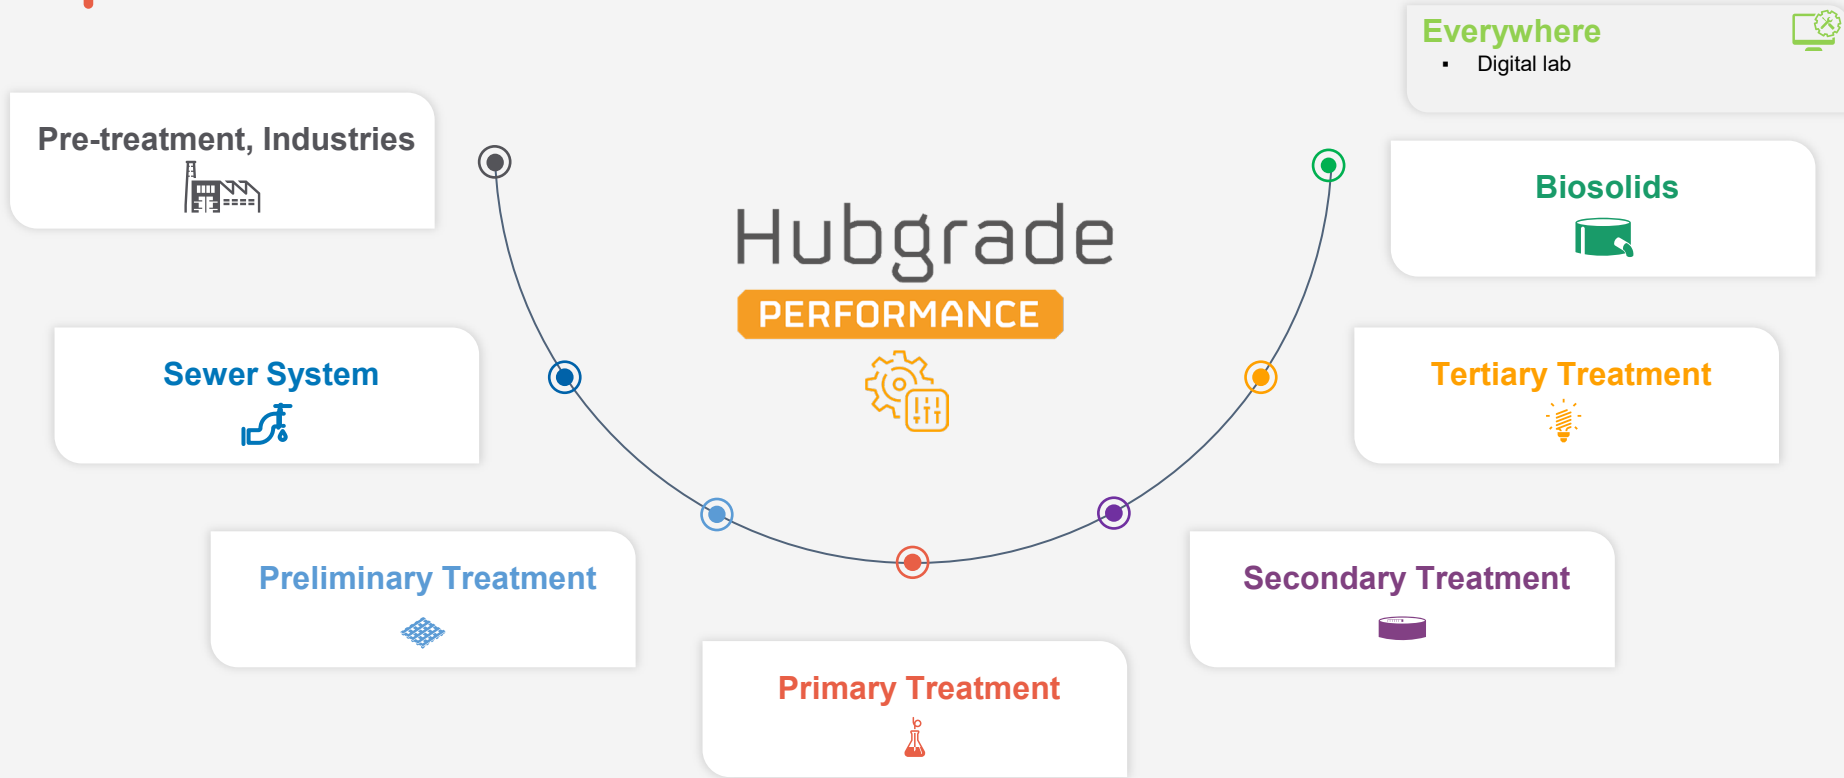 Everywhere
▪ Digital lab
Pre-treatment, Industries
Biosolids
Hubgrade
PERFORMANCE
Sewer System
Tertiary Treatment
Preliminary Treatment
Secondary Treatment
Primary Treatment